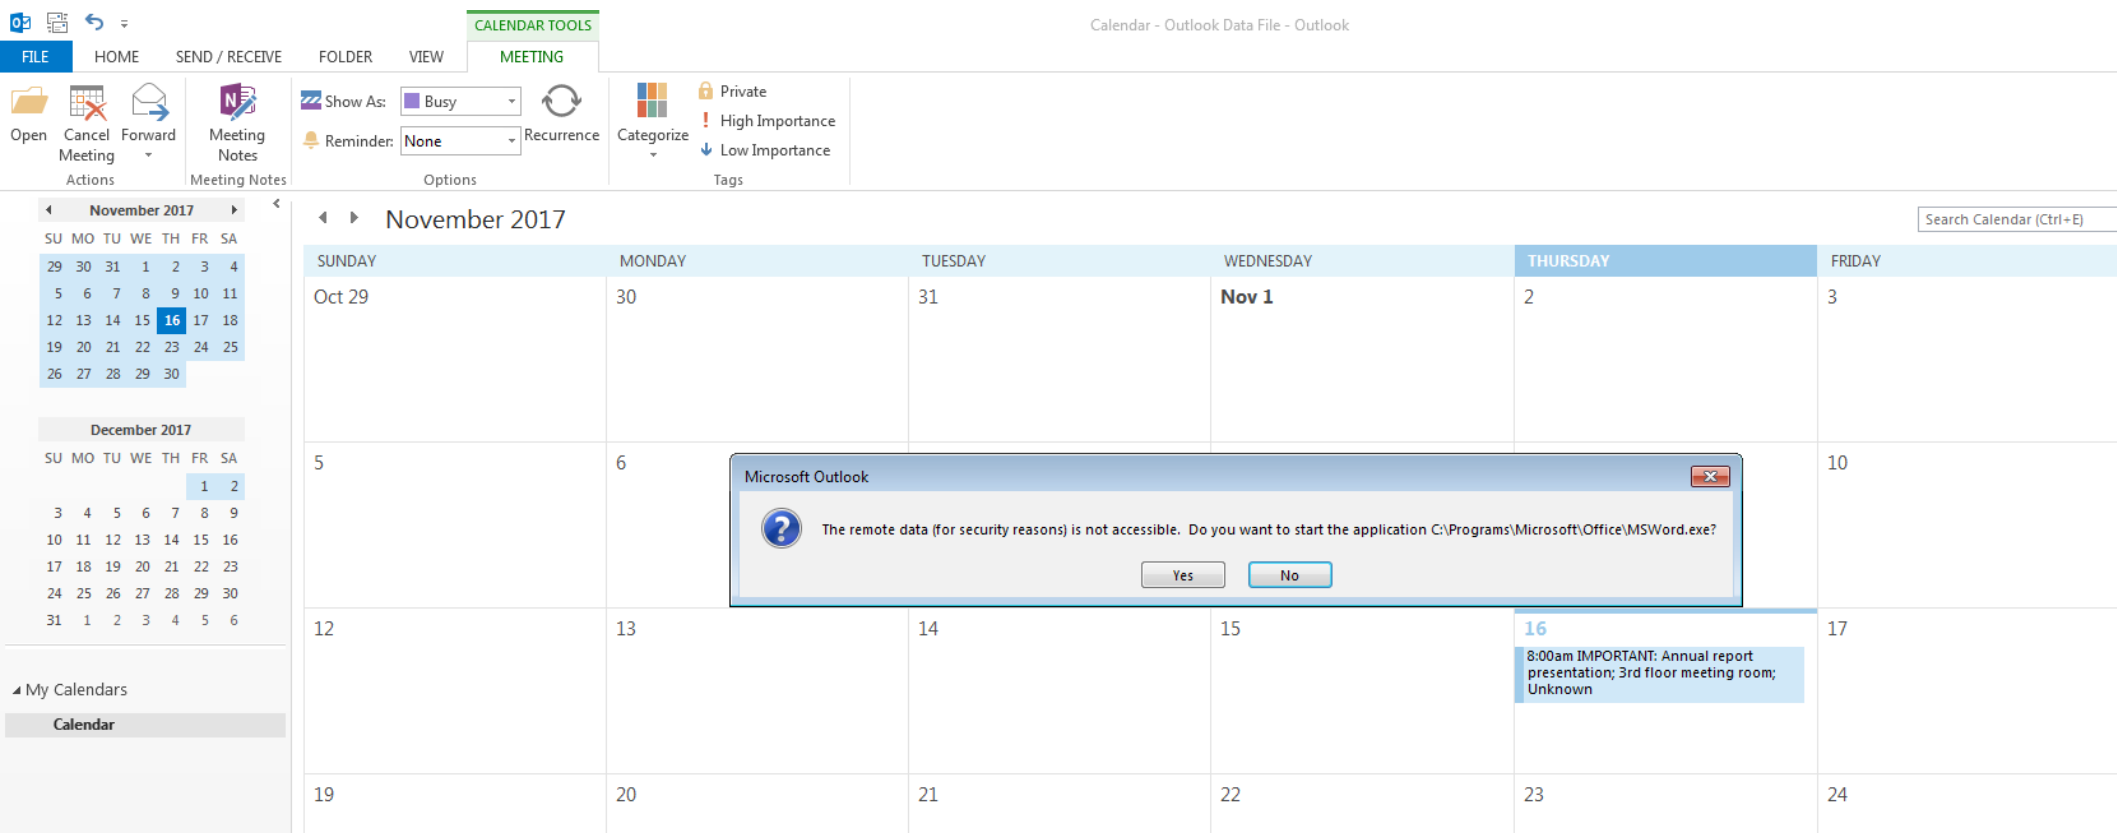 CALENDAR TOOLS
Calendar - Outlook Data File - Outlook
FILE HOME SEND / RECEIVE FOLDER VIEW MEETING
Open
Cancel Meeting
Forward
Actions
Meeting Notes
Meeting Notes
Show As: Busy
Reminder: None
Recurrence
Options
Categorize
Private
High Importance
Low Importance
Tags
November 2017
SU MO TU WE TH FR SA
29 30 31 1 2 3 4
5 6 7 8 9 10 11
12 13 14 15 16 17 18
19 20 21 22 23 24 25
26 27 28 29 30
December 2017
SU MO TU WE TH FR SA
1 2
3 4 5 6 7 8 9
10 11 12 13 14 15 16
17 18 19 20 21 22 23
24 25 26 27 28 29 30
31 1 2 3 4 5 6
My Calendars
Calendar
November 2017
Search Calendar (Ctrl+E)
SUNDAY MONDAY TUESDAY WEDNESDAY THURSDAY FRIDAY
Oct 29 30 31 Nov 1 2 3
5 6 10
Microsoft Outlook
The remote data (for security reasons) is not accessible. Do you want to start the application C:\Programs\Microsoft\Office\MSWord.exe?
Yes No
12 13 14 15 16 17
8:00am IMPORTANT: Annual report
presentation; 3rd floor meeting room;
Unknown
19 20 21 22 23 24